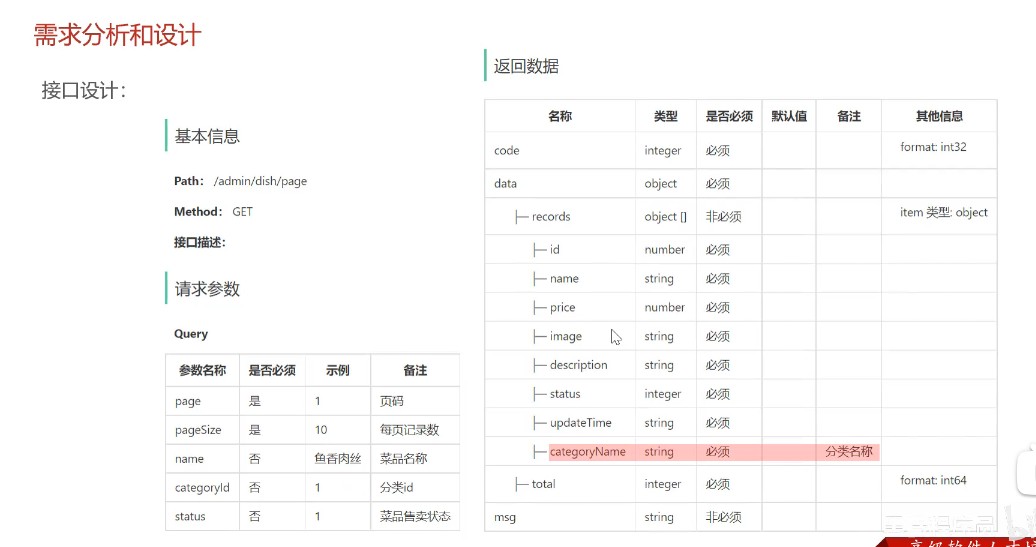 需求分析和设计
接口设计：
基本信息
Path： /admin/dish/page
Method： GET
接口描述：
请求参数
Query
参数名称 是否必须 示例 备注
page 是 1 页码
pageSize 是 10 每页记录数
name 否 鱼香肉丝 菜品名称
categoryId 否 1 分类id
status 否 1 菜品售卖状态
返回数据
名称 类型 是否必须 默认值 备注 其他信息
code integer 必须 format: int32
data object 必须
├─ records object [] 非必须 item 类型: object
├─ id number 必须
├─ name string 必须
├─ price number 必须
├─ image string 必须
├─ description string 必须
├─ status integer 必须
├─ updateTime string 必须
├─ categoryName string 必须 分类名称
├─ total integer 必须 format: int64
msg string 非必须